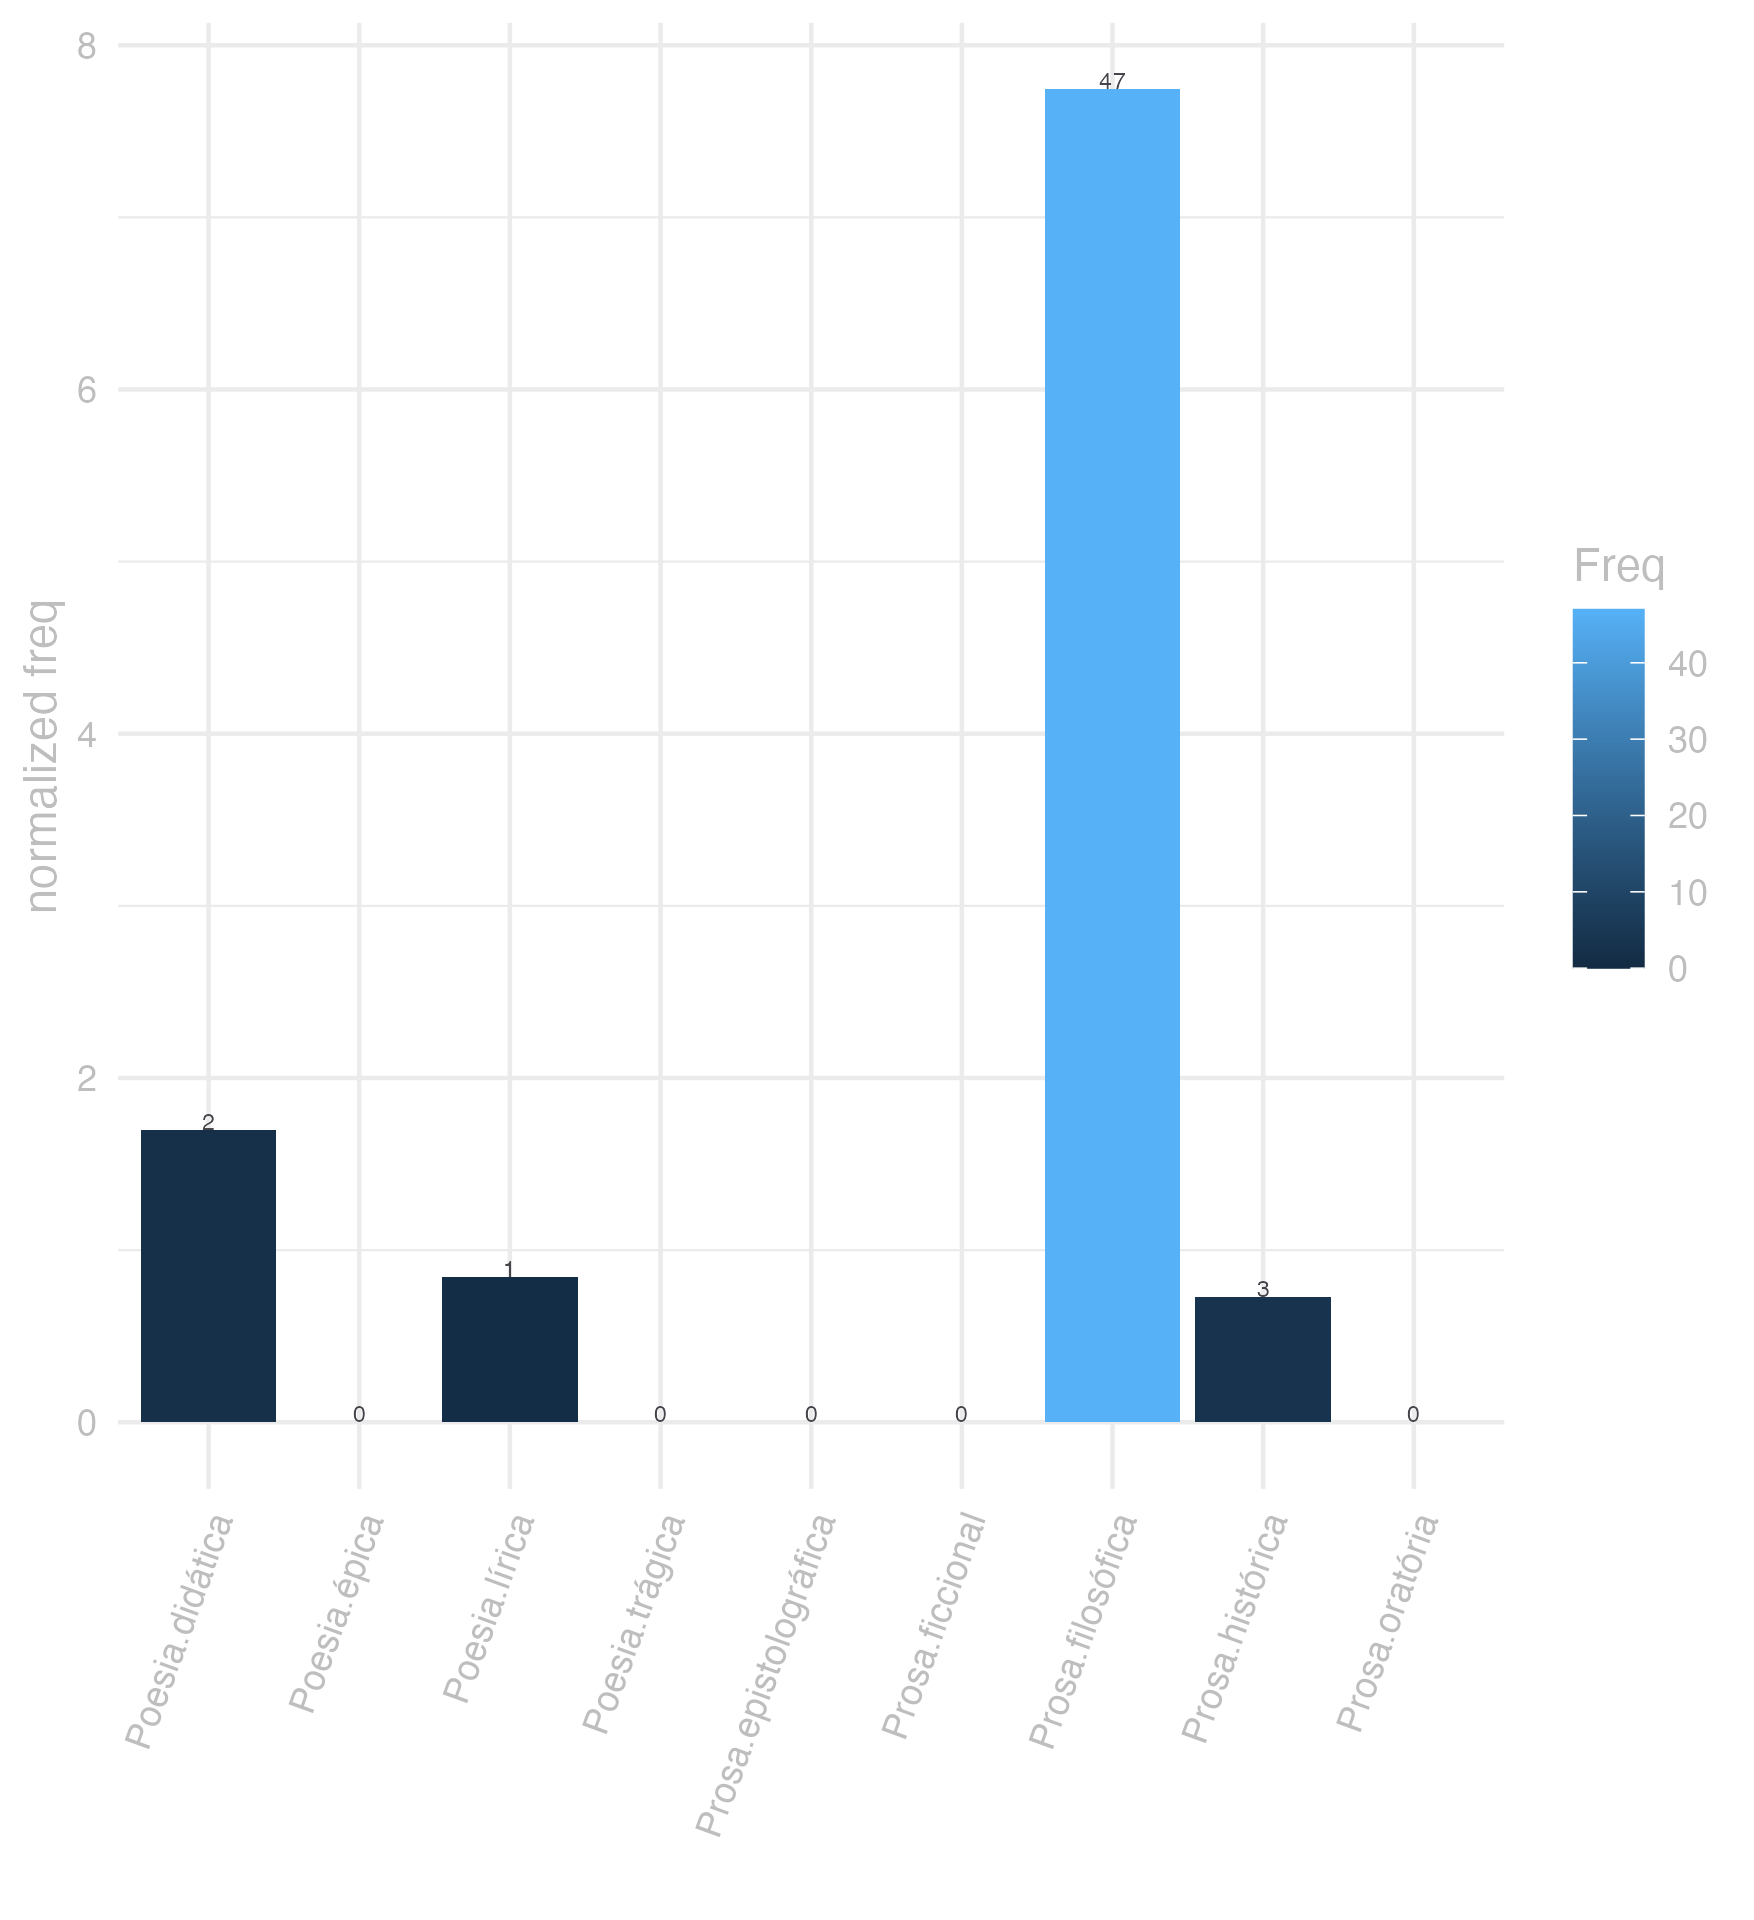 8
6
4
2
0
normalized freq
47
2
1
3
0
0
0
0
0
Poesia.didática
Poesia.épica
Poesia.lírica
Poesia.trágica
Prosa.epistolográfica
Prosa.ficcional
Prosa.filosófica
Prosa.histórica
Prosa.oratória
Freq
40
30
20
10
0